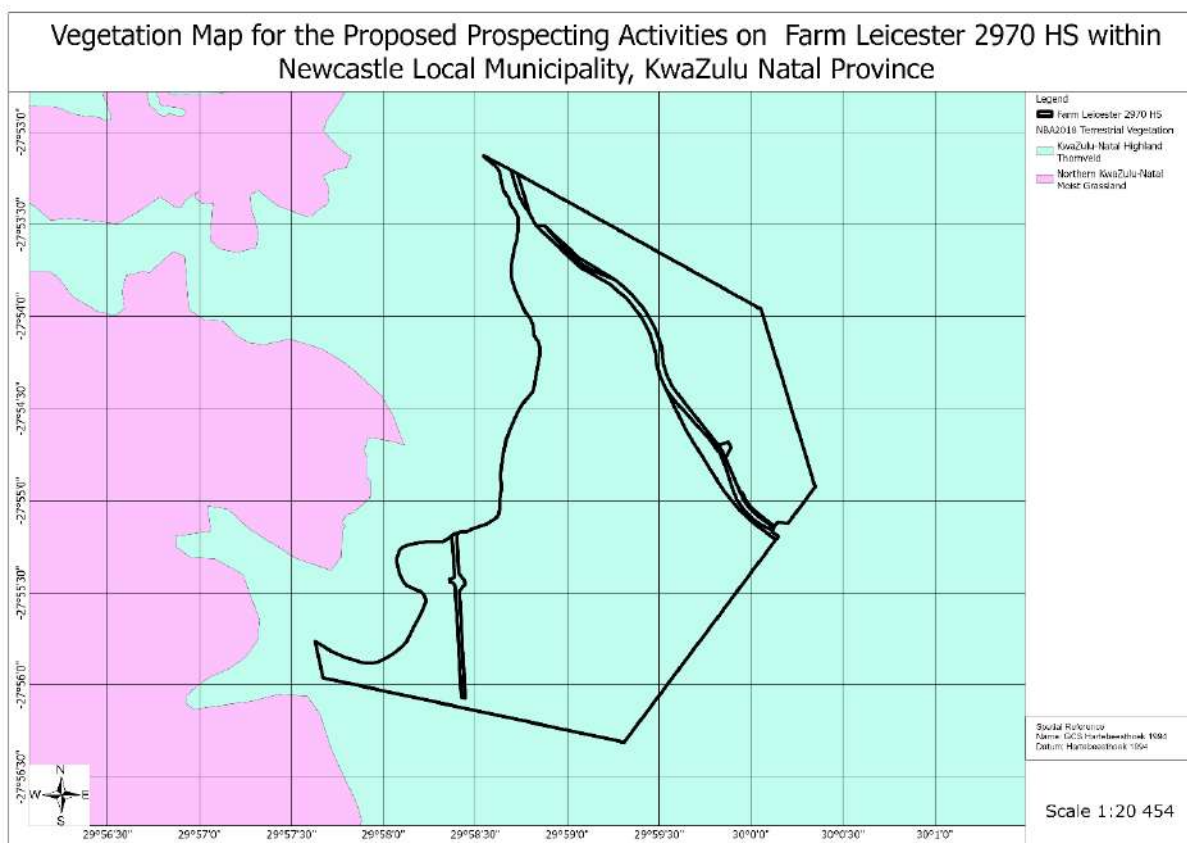 Vegetation Map for the Proposed Prospecting Activities on Farm Leicester 2970 HS within
Newcastle Local Municipality, KwaZulu Natal Province
Legend
Farm Leicester 2970 HS
NBA2018 Terrestrial Vegetation
KwaZulu-Natal Highland
Thornveld
Northern KwaZulu-Natal
Moist Grassland
-27°53'0"
-27°53'30"
-27°54'0"
-27°54'30"
-27°55'0"
-27°55'30"
-27°56'0"
-27°56'30"
N
W E
S
29°56'30" 29°57'0" 29°57'30" 29°58'0" 29°58'30" 29°59'0" 29°59'30" 30°0'0" 30°0'30" 30°1'0"
Spatial Reference
Name: GCS Hartebeesthoek 1994
Datum: Hartebeesthoek 1994
Scale 1:20 454